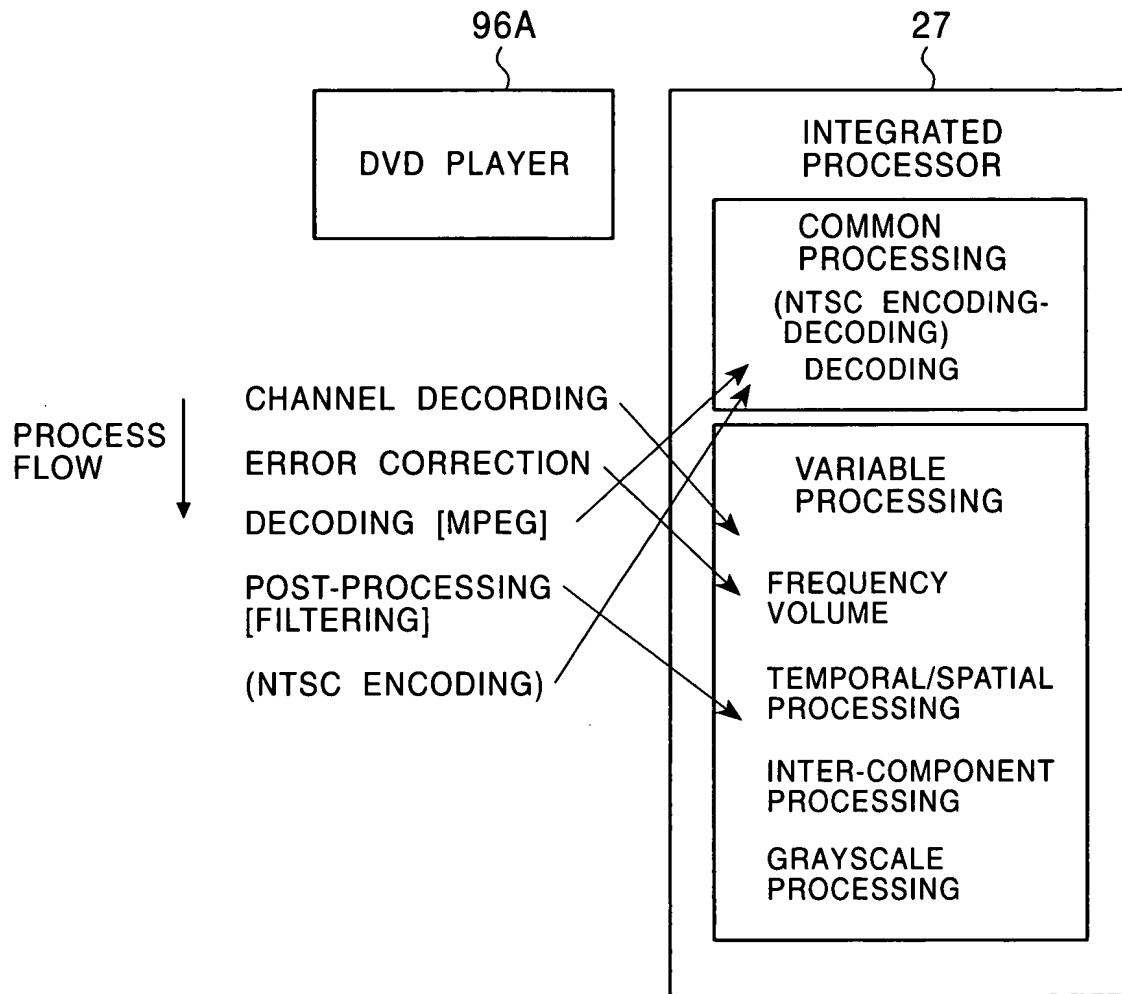 96A
27
DVD PLAYER
INTEGRATED
PROCESSOR
COMMON
PROCESSING
(NTSC ENCODING-
DECODING)
DECODING
PROCESS
FLOW
CHANNEL DECORDING
ERROR CORRECTION
DECODING [MPEG]
POST-PROCESSING
[FILTERING]
(NTSC ENCODING)
VARIABLE
PROCESSING
FREQUENCY
VOLUME
TEMPORAL/SPATIAL
PROCESSING
INTER-COMPONENT
PROCESSING
GRAYSCALE
PROCESSING